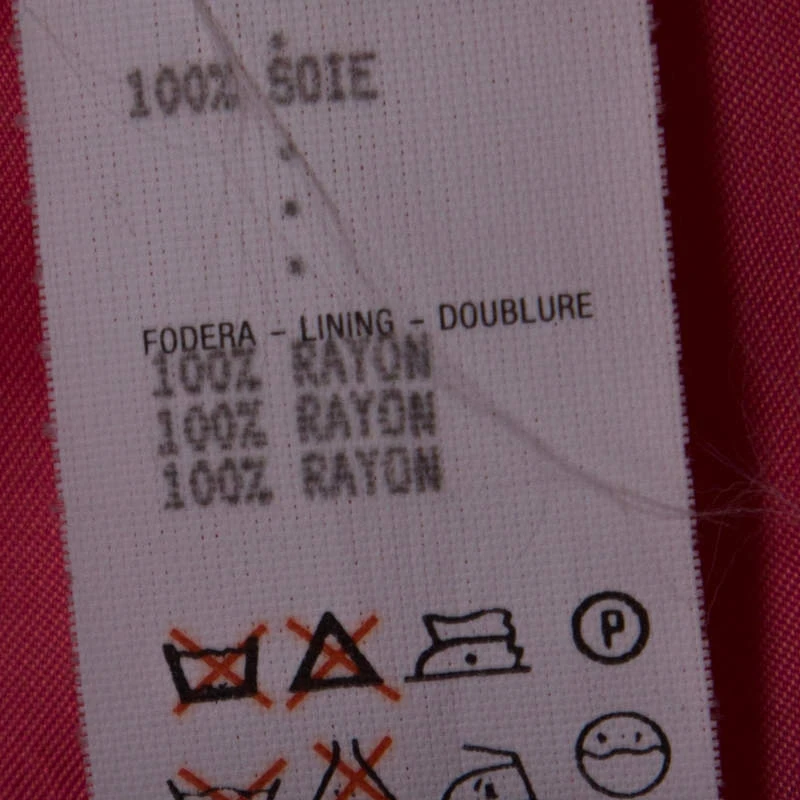 100% SOIE
FODERA - LINING - DOUBLURE
100% RAYON
100% RAYON
100% RAYON
P